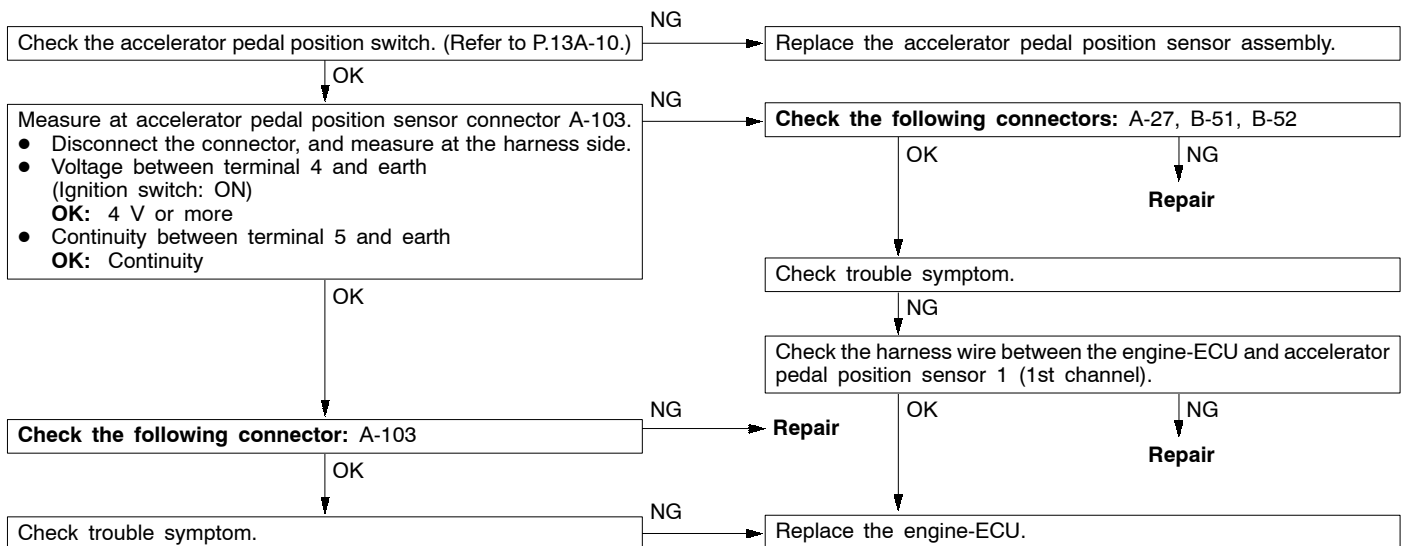 Check the accelerator pedal position switch. (Refer to P.13A-10.)
NG
Replace the accelerator pedal position sensor assembly.
OK
Measure at accelerator pedal position sensor connector A-103.
● Disconnect the connector, and measure at the harness side.
● Voltage between terminal 4 and earth
(Ignition switch: ON)
OK: 4 V or more
● Continuity between terminal 5 and earth
OK: Continuity
NG
Check the following connectors: A-27, B-51, B-52
OK
NG
Repair
Check trouble symptom.
NG
Check the harness wire between the engine-ECU and accelerator
pedal position sensor 1 (1st channel).
OK
NG
Repair
OK
Check the following connector: A-103
NG
Repair
OK
Check trouble symptom.
NG
Replace the engine-ECU.